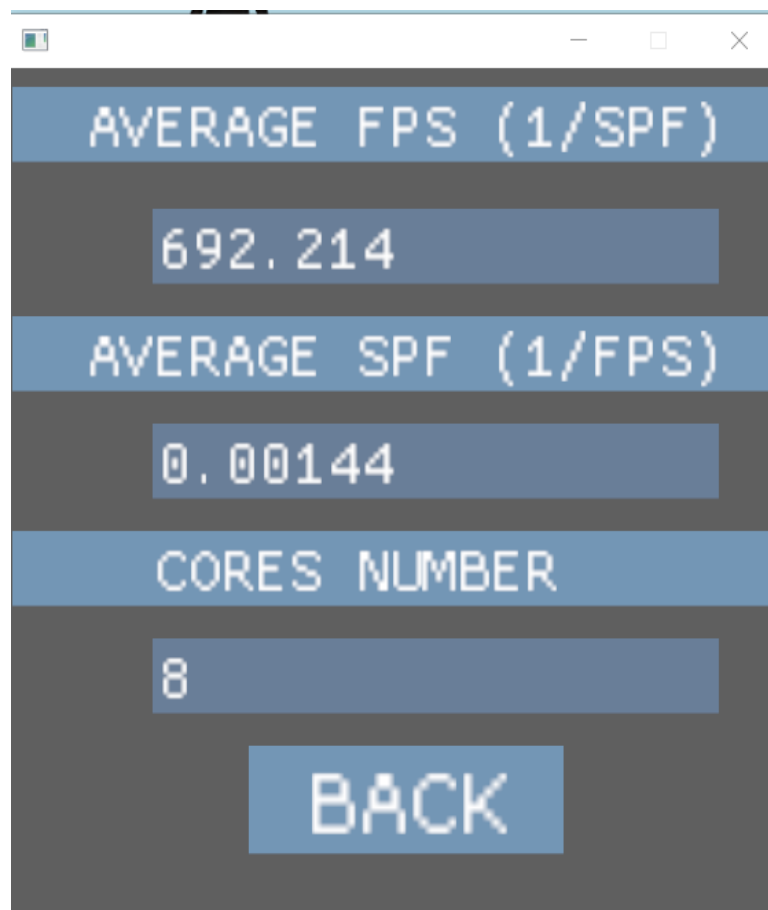 AVERAGE FPS (1/SPF)
692.214
AVERAGE SPF (1/FPS)
0.00144
CORES NUMBER
8
BACK